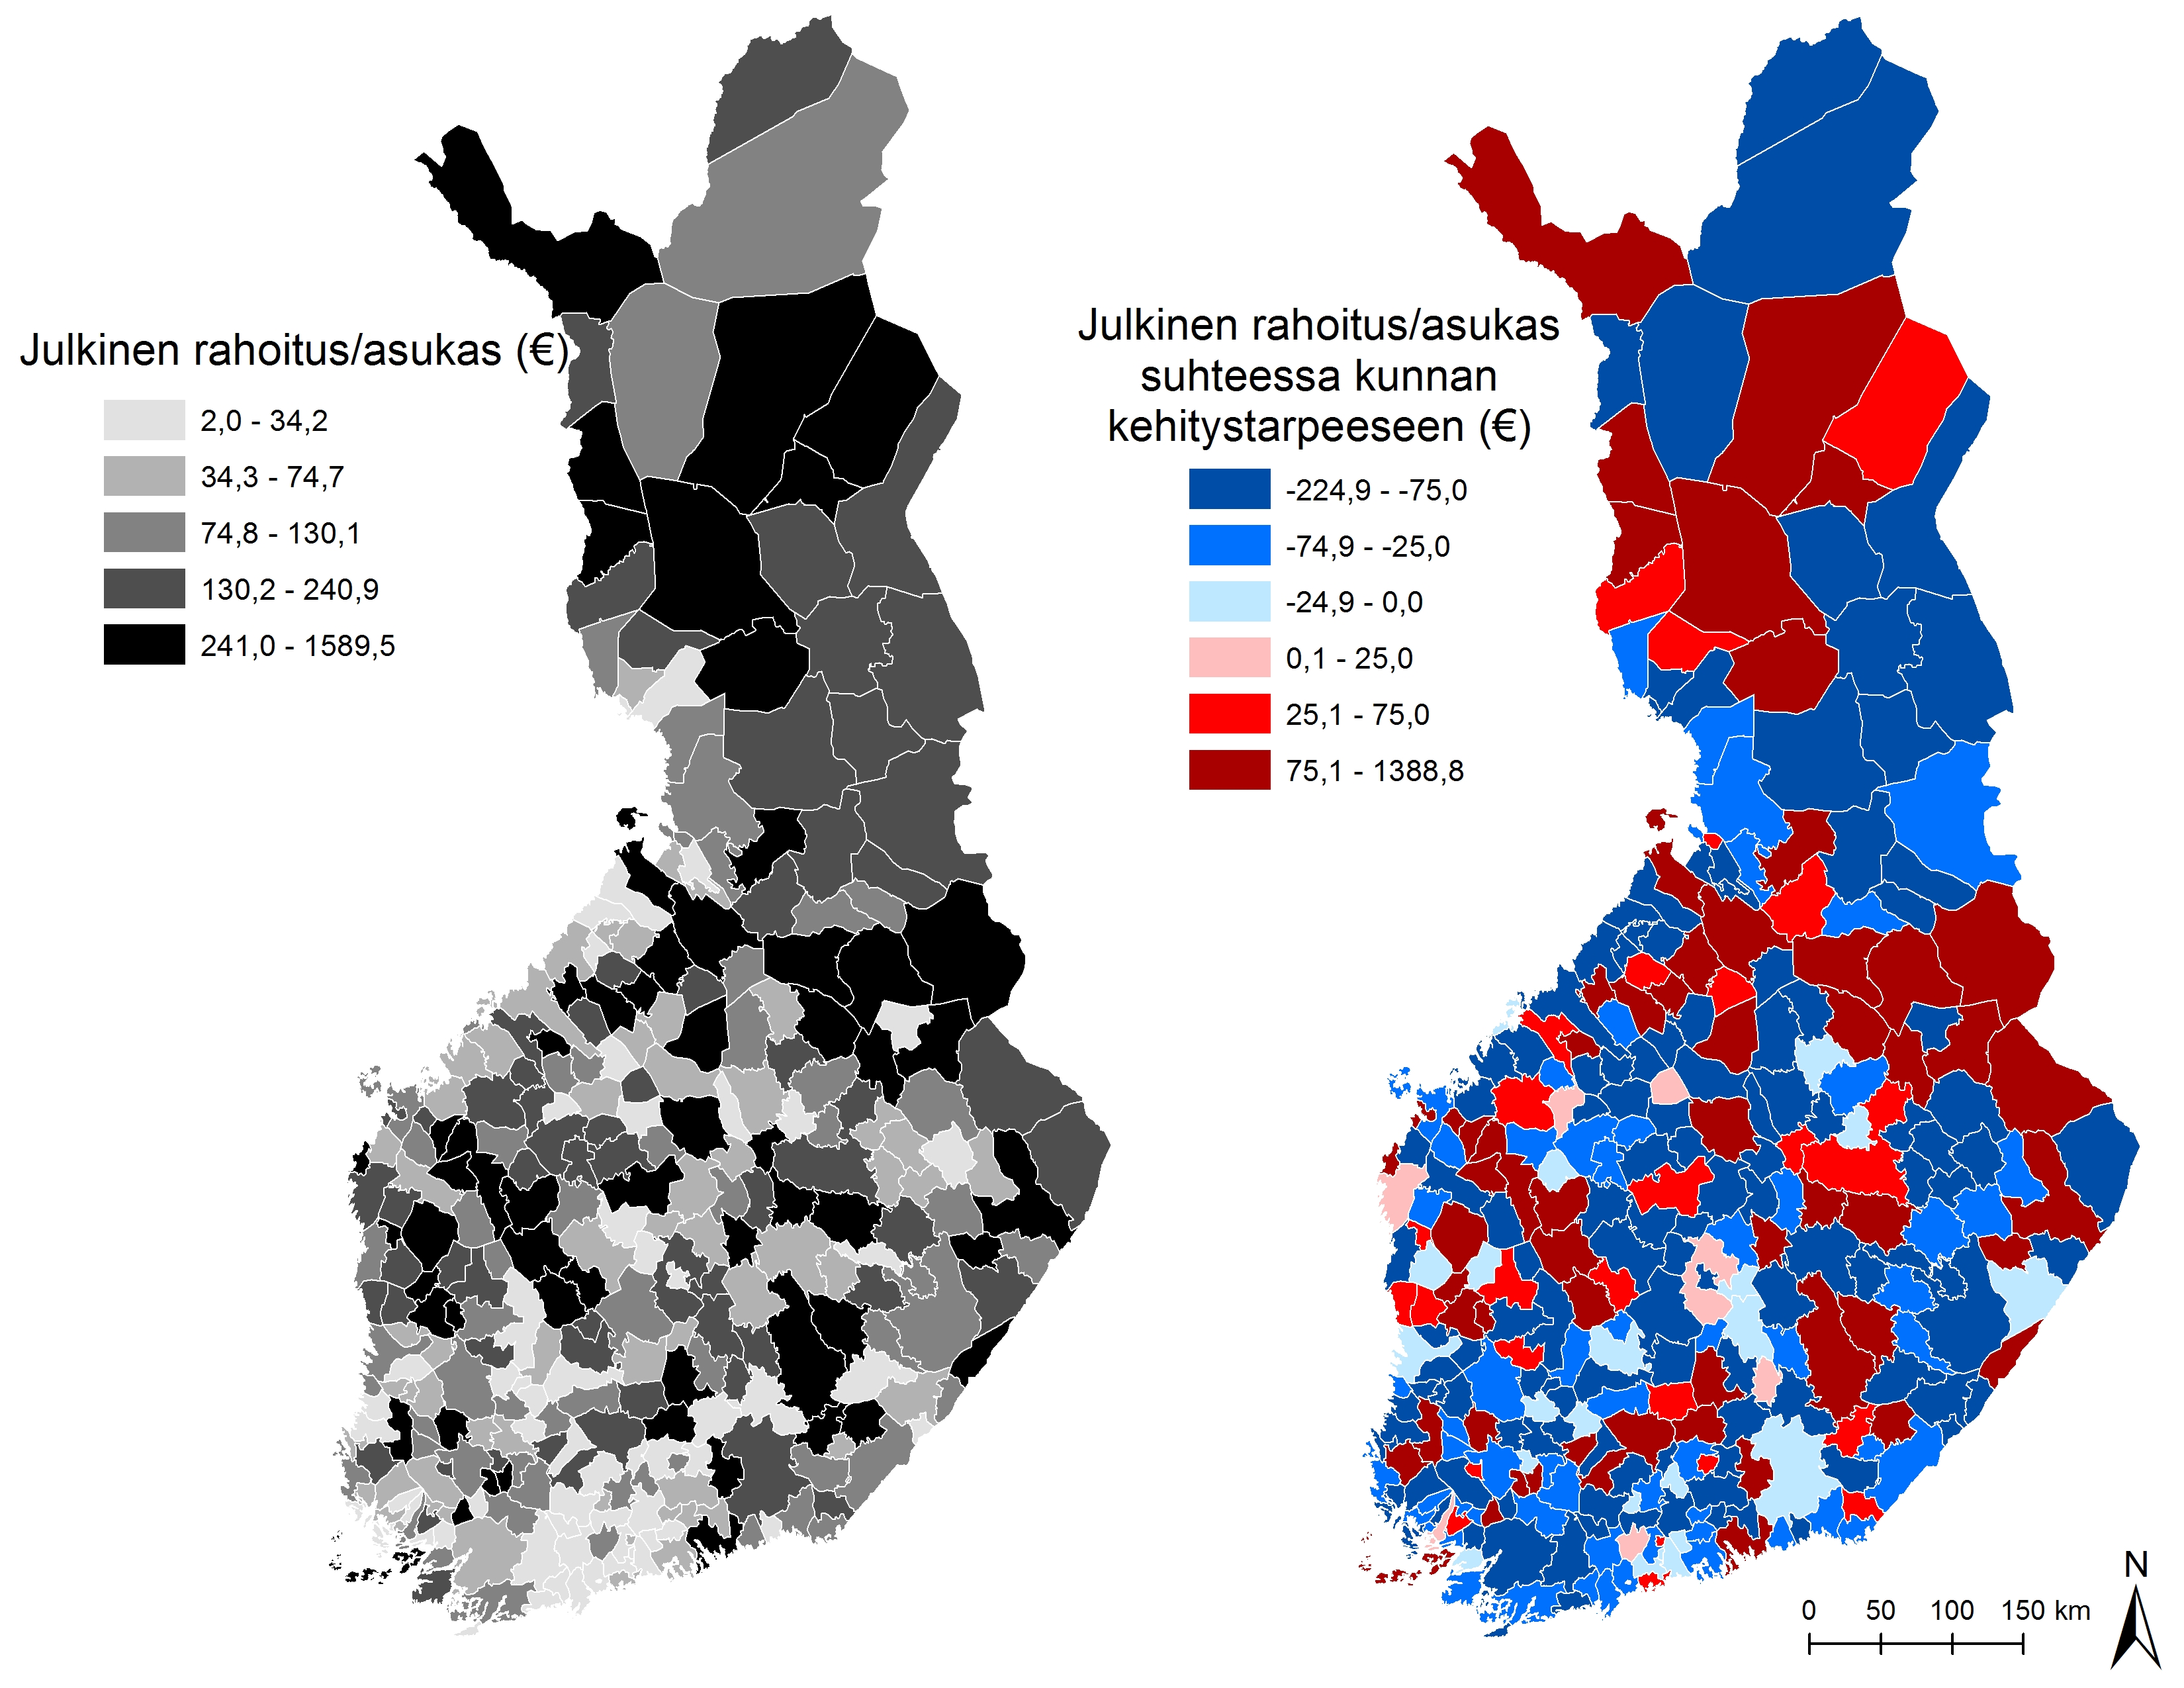 Julkinen rahoitus/asukas (€)
2,0 - 34,2
34,3 - 74,7
74,8 - 130,1
130,2 - 240,9
241,0 - 1589,5
Julkinen rahoitus/asukas
suhteessa kunnan
kehitystarpeeseen (€)
-224,9 - -75,0
-74,9 - -25,0
-24,9 - 0,0
0,1 - 25,0
25,1 - 75,0
75,1 - 1388,8
N
0 50 100 150 km